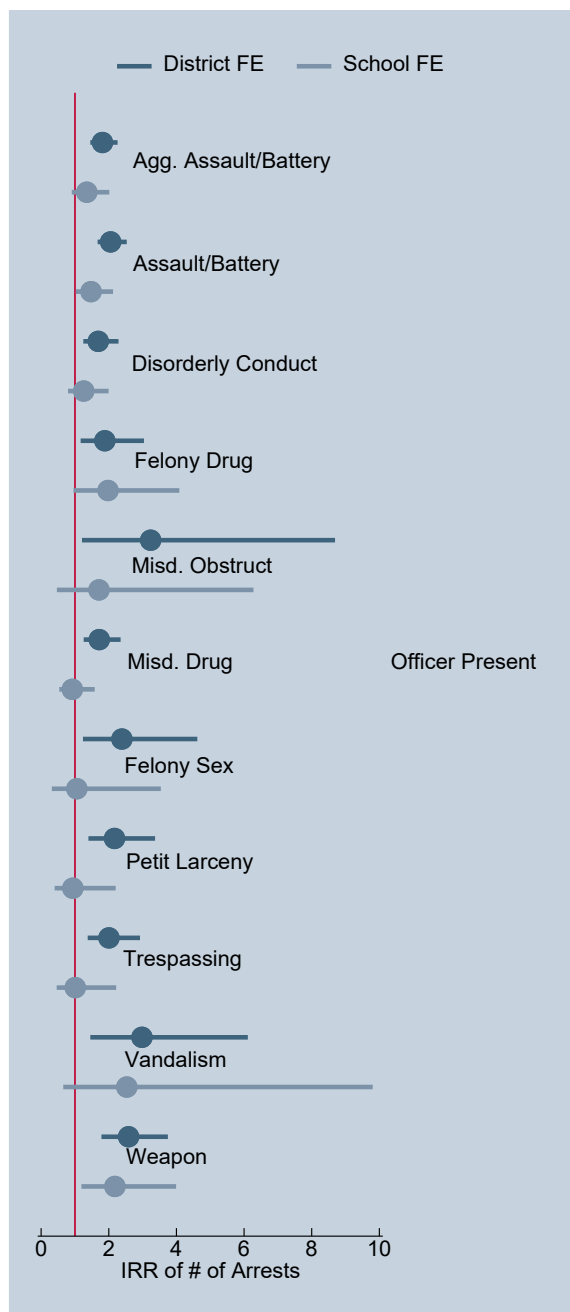 District FE School FE
Agg. Assault/Battery
Assault/Battery
Disorderly Conduct
Felony Drug
Misd. Obstruct
Misd. Drug
Officer Present
Felony Sex
Petit Larceny
Trespassing
Vandalism
Weapon
0 2 4 6 8 10
IRR of # of Arrests